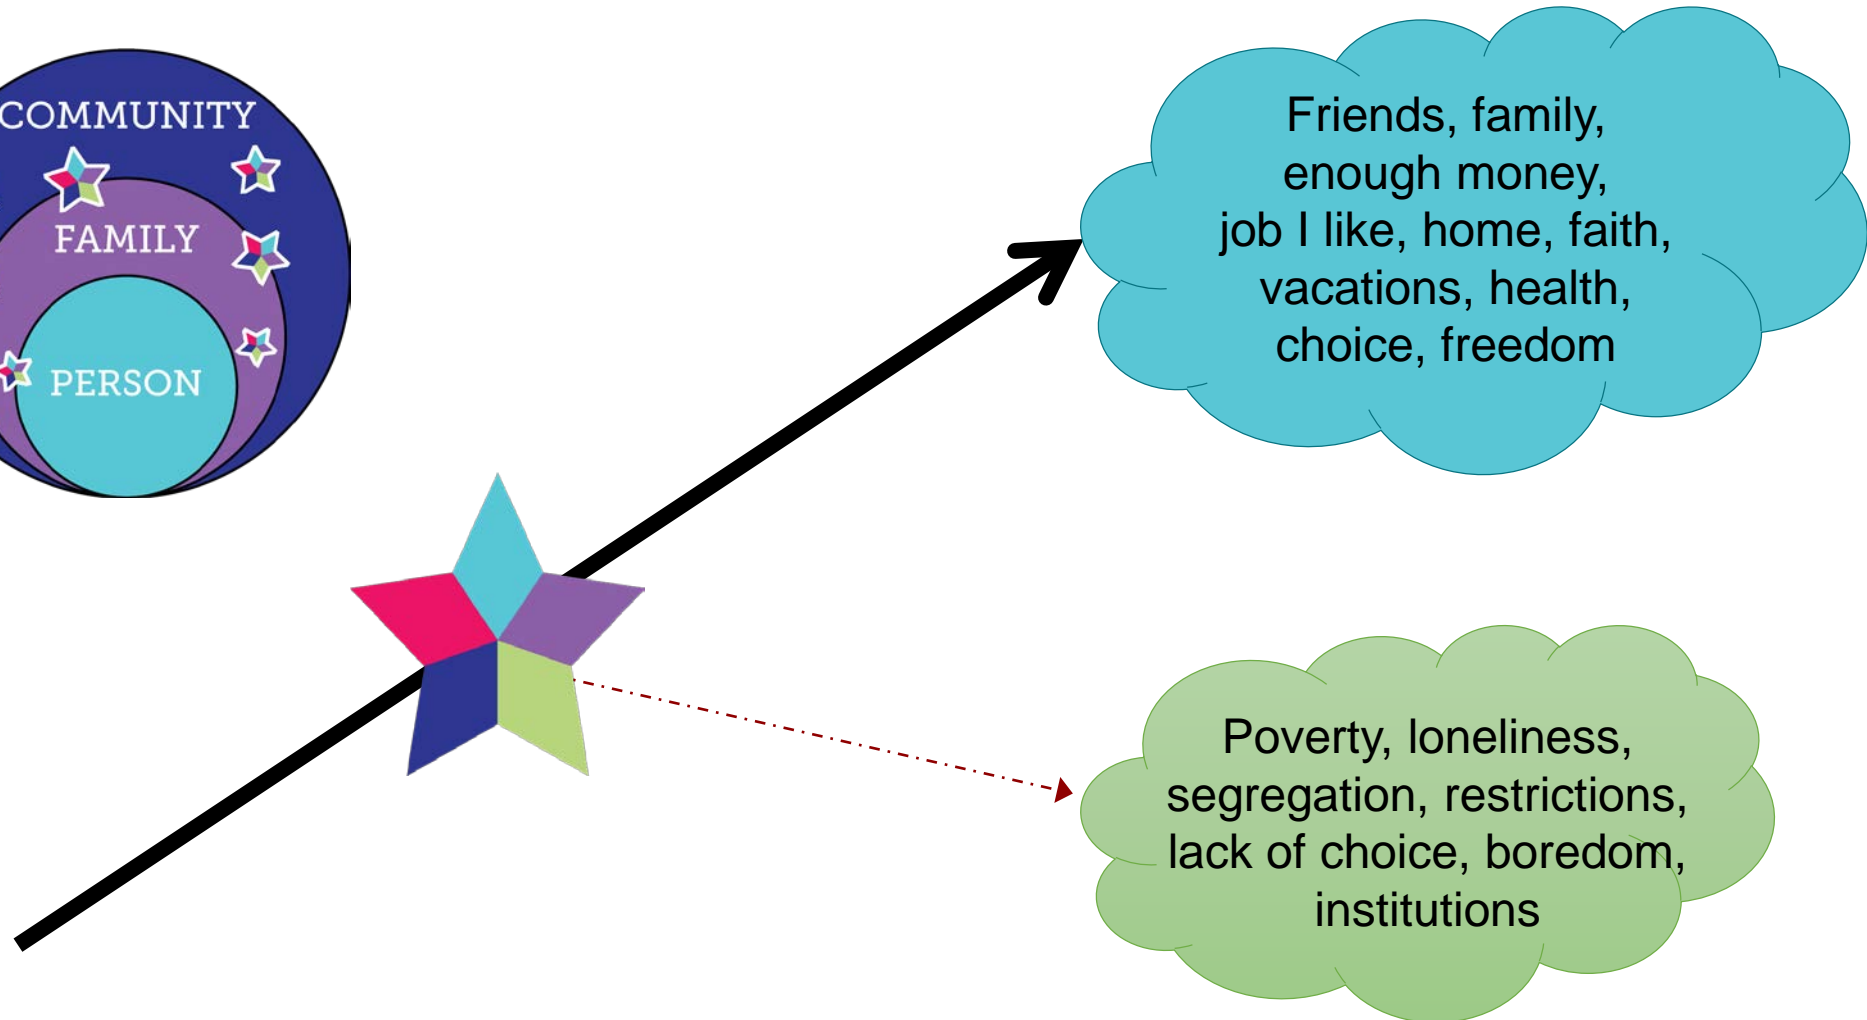 COMMUNITY
FAMILY
PERSON
Friends, family,
enough money,
job I like, home, faith,
vacations, health,
choice, freedom
Poverty, loneliness,
segregation, restrictions,
lack of choice, boredom,
institutions